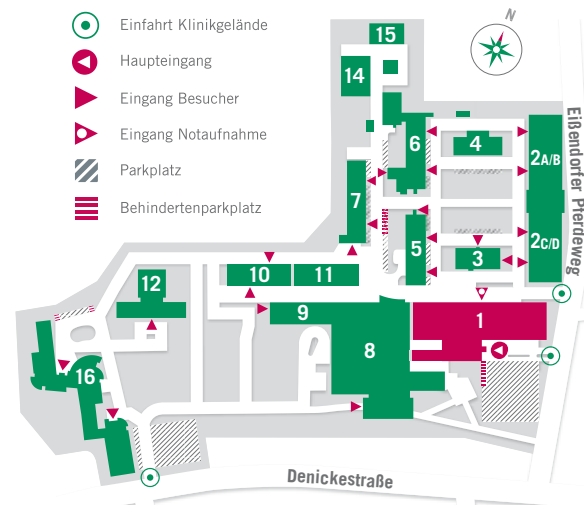 N
Einfahrt Klinikgelände
Haupteingang
Eingang Besucher
Eingang Notaufnahme
Parkplatz
Behindertenparkplatz
15
14
6
4
2A/B
Eißendorfer Pferdeweg
7
5
2C/D
3
10
11
12
9
1
8
16
Denickestraße